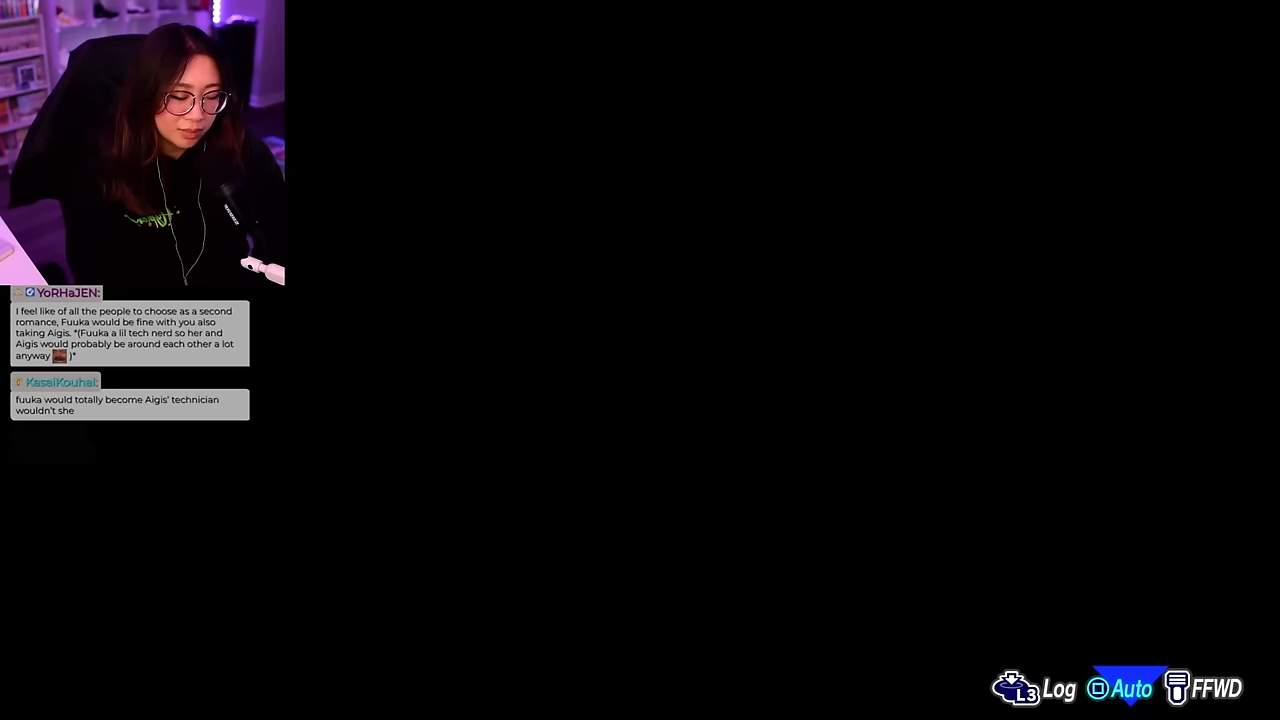 YoRHaJEN:
I feel like of all the people to choose as a second
romance, Fuuka would be fine with you also
taking Aigis. *(Fuuka a lil tech nerd so her and
Aigis would probably be around each other a lot
anyway )*
KasaiKouhai:
fuuka would totally become Aigis' technician
wouldn't she
L3 Log Auto FFWD